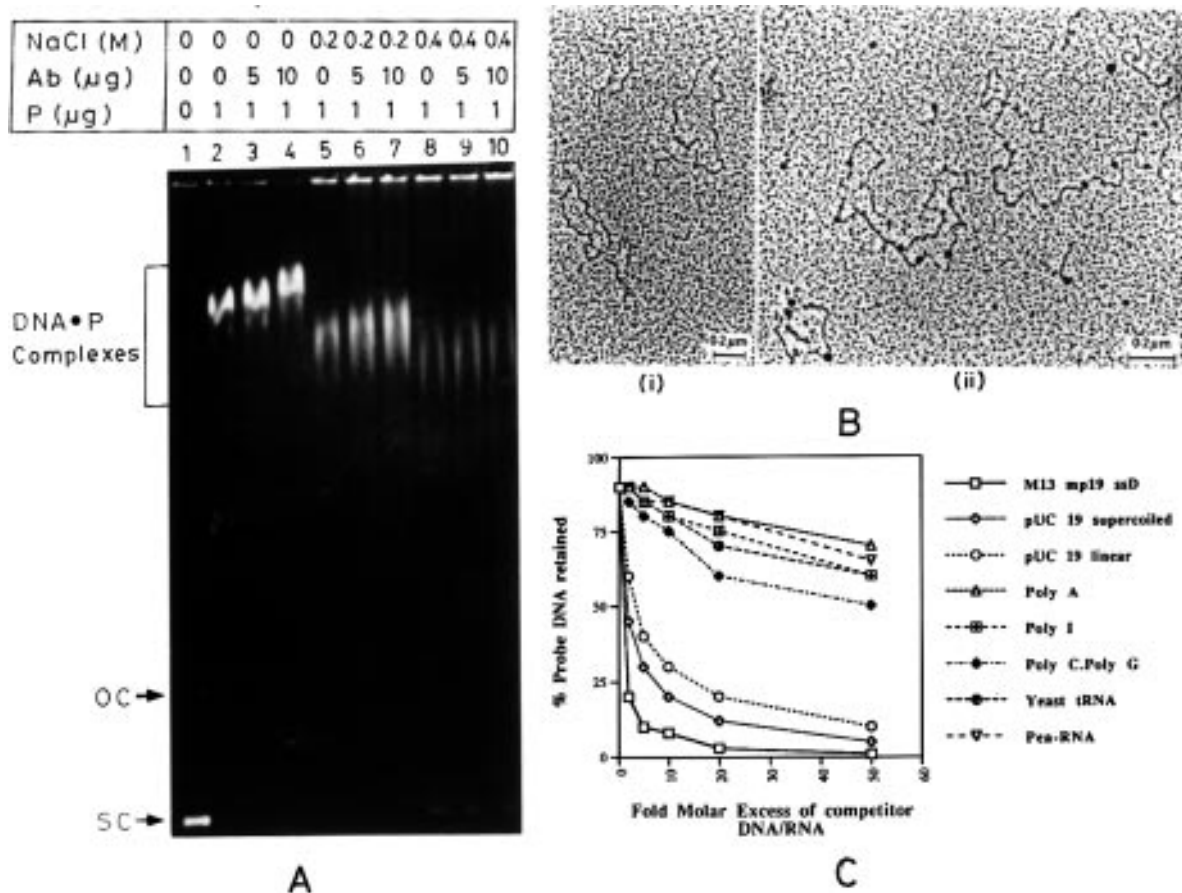 NaCl (M) 0 0 0 0 0·2 0·2 0·2 0·4 0·4 0·4
Ab (µg) 0 0 5 10 0 5 10 0 5 10
P (µg) 0 1 1 1 1 1 1 1 1 1
1 2 3 4 5 6 7 8 9 10
DNA•P
Complexes
OC
SC
A
0·2µm
(i)
0·2µm
(ii)
B
% Probe DNA retained
100
75
50
25
0
0 10 20 30 40 50 60
Fold Molar Excess of competitor
DNA/RNA
M13 mp19 ssD
pUC 19 supercoiled
pUC 19 linear
Poly A
Poly I
Poly C.Poly G
Yeast tRNA
Pea-RNA
C